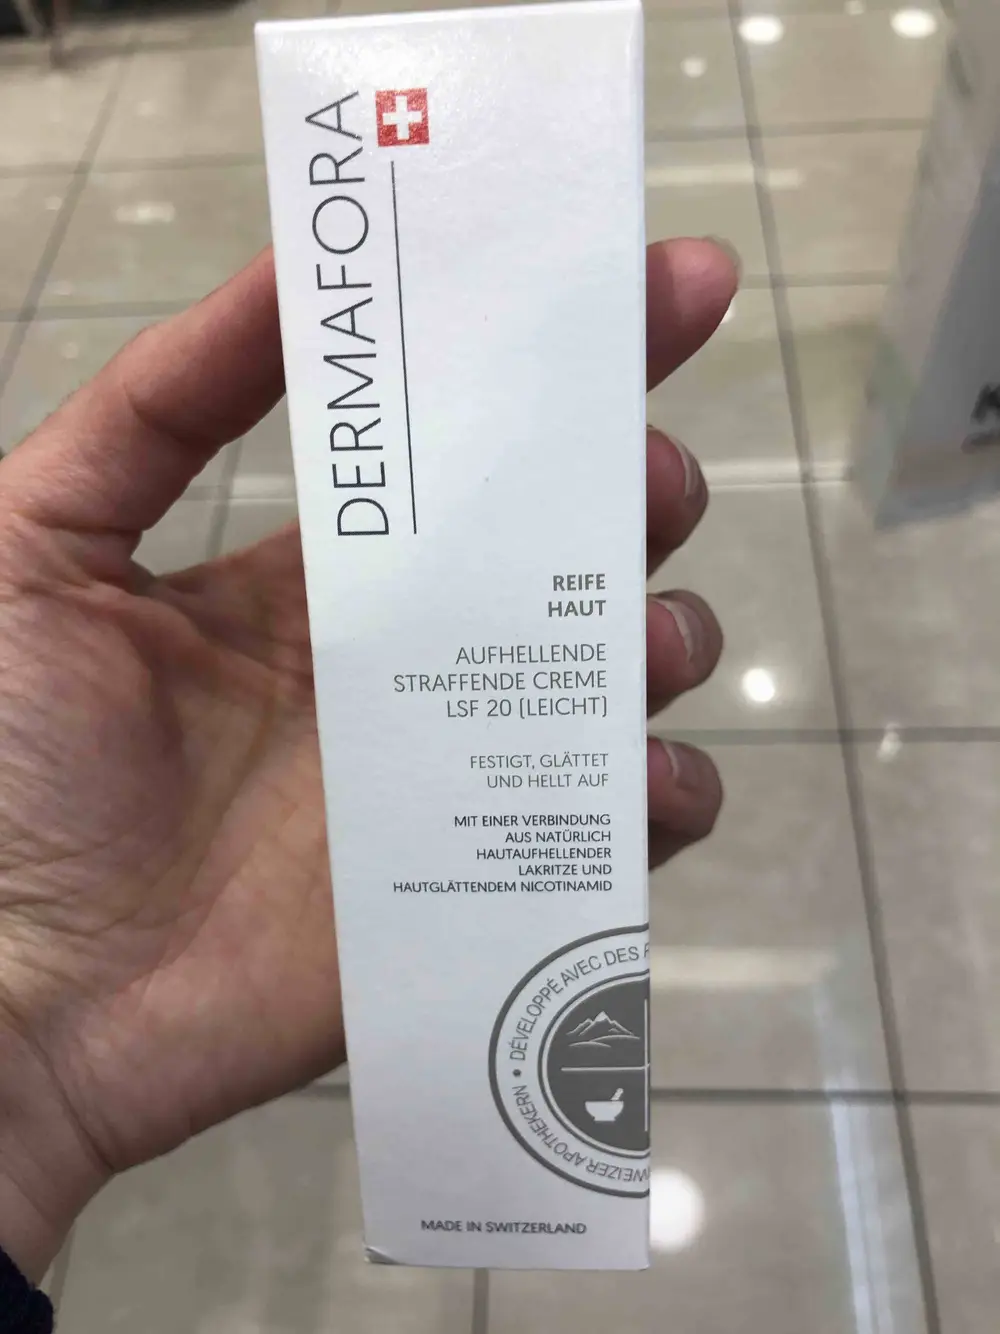 DERMAFORA
REIFE
HAUT
AUFHELLENDE
STRAFFENDE CREME
LSF 20 (LEICHT)
FESTIGT, GLÄTTET
UND HELLT AUF
MIT EINER VERBINDUNG
AUS NATÜRLICH
HAUTAUFHELLENDER
LAKRITZE UND
HAUTGLÄTTENDEM NICOTINAMID
• DÉVELOPPÉ AVEC DES
WEIZER APOTHEKERN
MADE IN SWITZERLAND